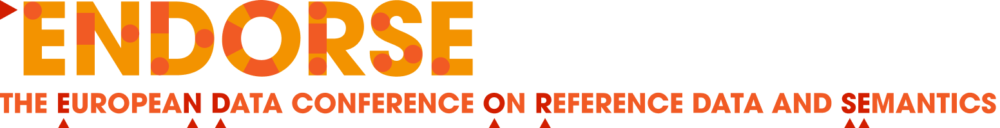 ENDORSE
THE EUROPEAN DATA CONFERENCE ON REFERENCE DATA AND SEMANTICS